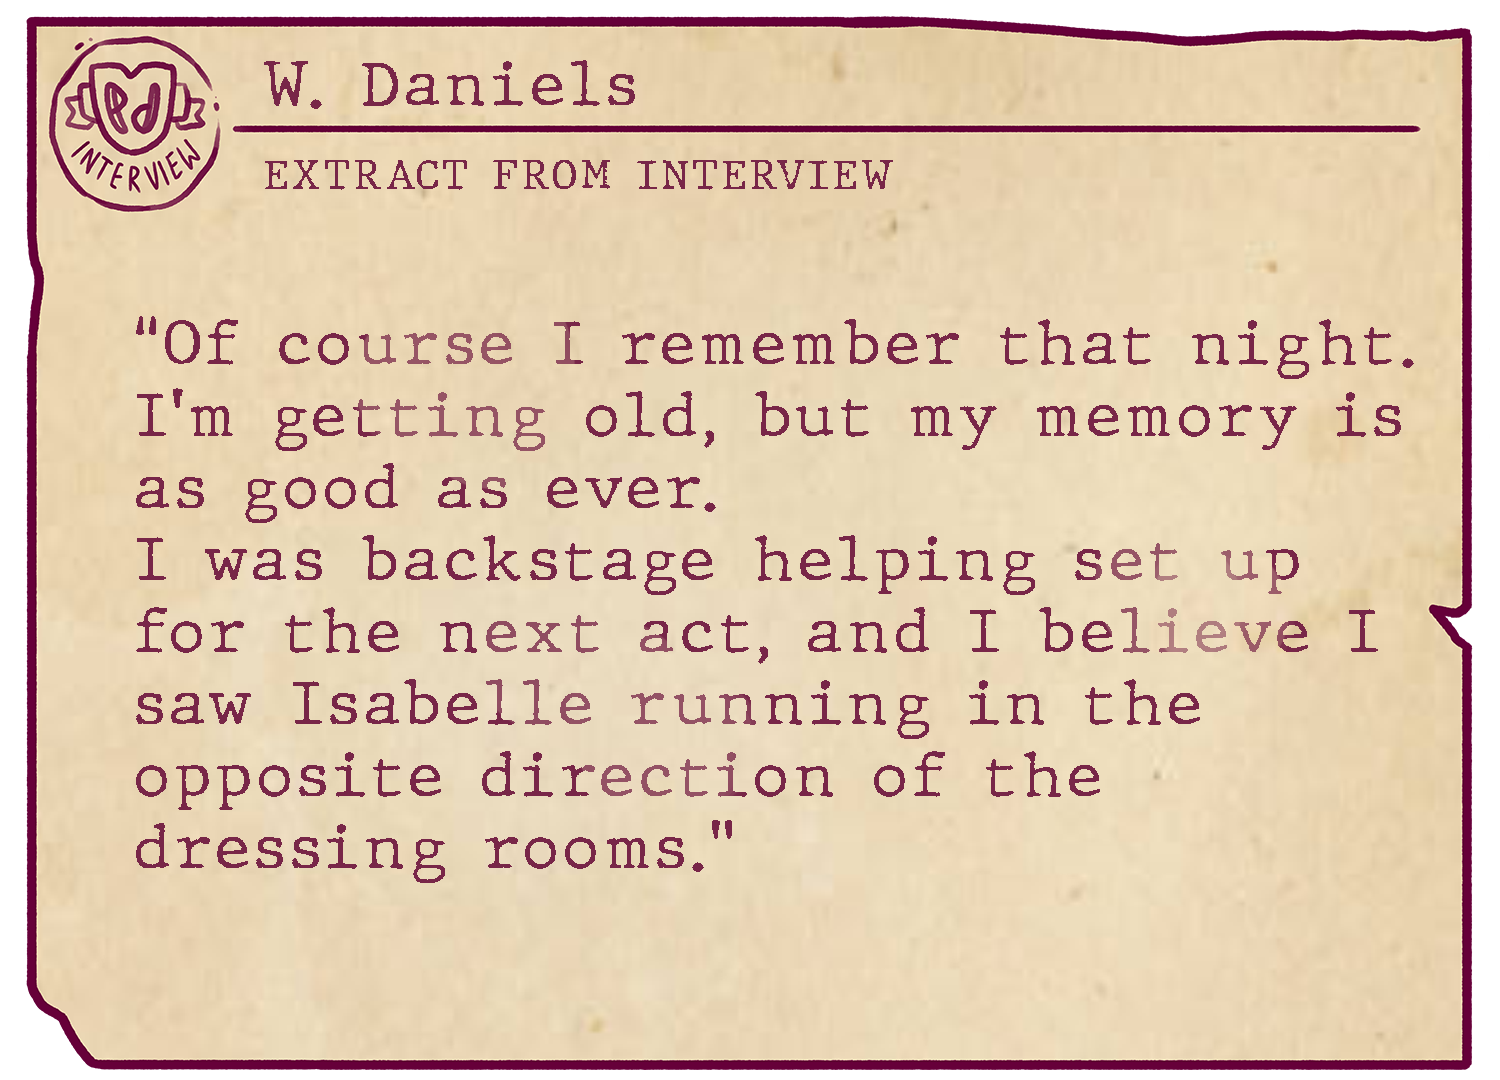 Pd
INTERVIEW
W. Daniels
EXTRACT FROM INTERVIEW
"Of course I remember that night.
I'm getting old, but my memory is
as good as ever.
I was backstage helping set up
for the next act, and I believe I
saw Isabelle running in the
opposite direction of the
dressing rooms."